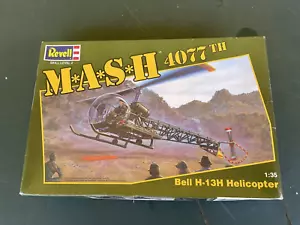 Revell
M*A*S*H 4077TH
1:35
Bell H-13H Helicopter